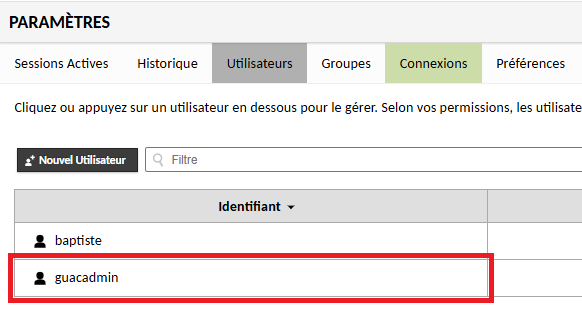 PARAMÈTRES
Sessions Actives Historique Utilisateurs Groupes Connexions Préférences
Cliquez ou appuyez sur un utilisateur en dessous pour le gérer. Selon vos permissions, les utilisate
Nouvel Utilisateur Filtre
Identifiant
baptiste
guacadmin